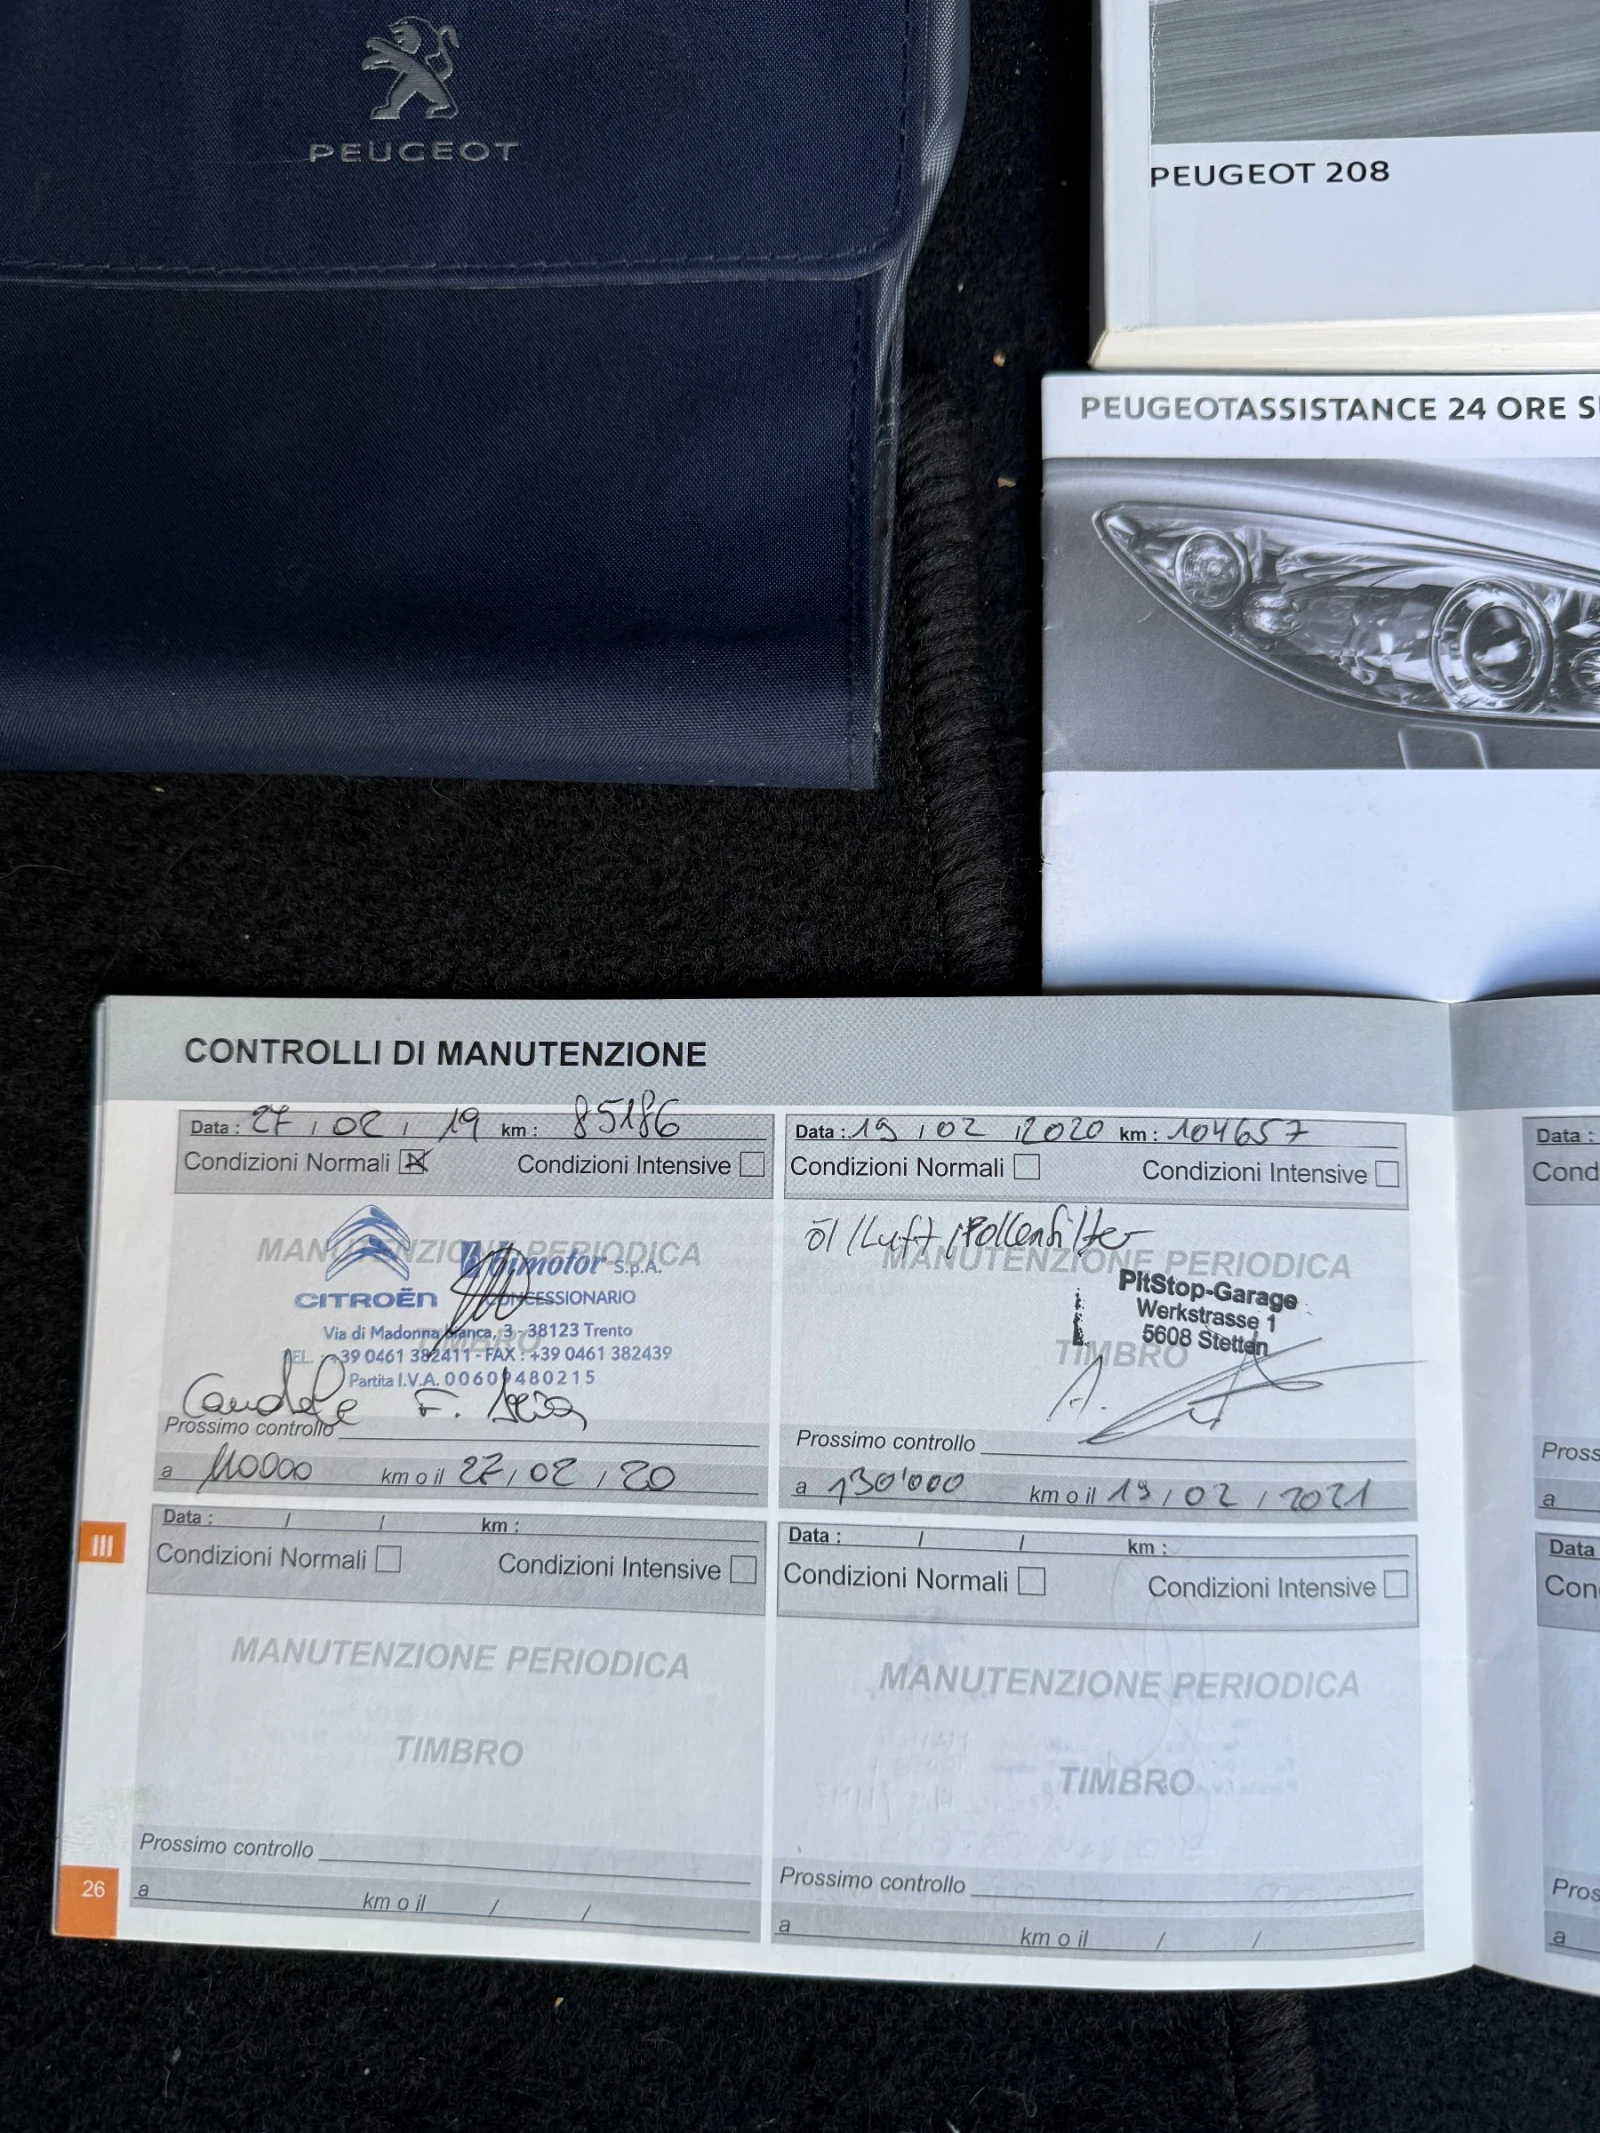 PEUGEOT
PEUGEOT 208
PEUGEOTASSISTANCE 24 ORE S
CONTROLLI DI MANUTENZIONE
Data : 27 / 02 / 19 km : 85186
Condizioni Normali Condizioni Intensive
MANUTENZIONE PERIODICA
CITROËN Bimotor S.p.A.
CONCESSIONARIO
Via di Madonna bianca, 3 - 38123 Trento
TEL. : +39 0461 382411 - FAX : +39 0461 382439
Partita I.V.A. 00609480215
TIMBRO
Candele F.
Prossimo controllo
a 110000 km o il 27 / 02 / 20
Data : 19 / 02 / 2020 km : 104657
Condizioni Normali Condizioni Intensive
öl / Luft / Pollenfilter
MANUTENZIONE PERIODICA
PitStop-Garage
Werkstrasse 1
5608 Stetten
TIMBRO
Prossimo controllo
a 130'000 km o il 19 / 02 / 2021
III
Data : / / km :
Condizioni Normali Condizioni Intensive
MANUTENZIONE PERIODICA
TIMBRO
Prossimo controllo
a km o il / /
Data : / / km :
Condizioni Normali Condizioni Intensive
MANUTENZIONE PERIODICA
TIMBRO
Prossimo controllo
a km o il / /
26
Data :
Cond
Pross
a
Data
Con
Pros
a